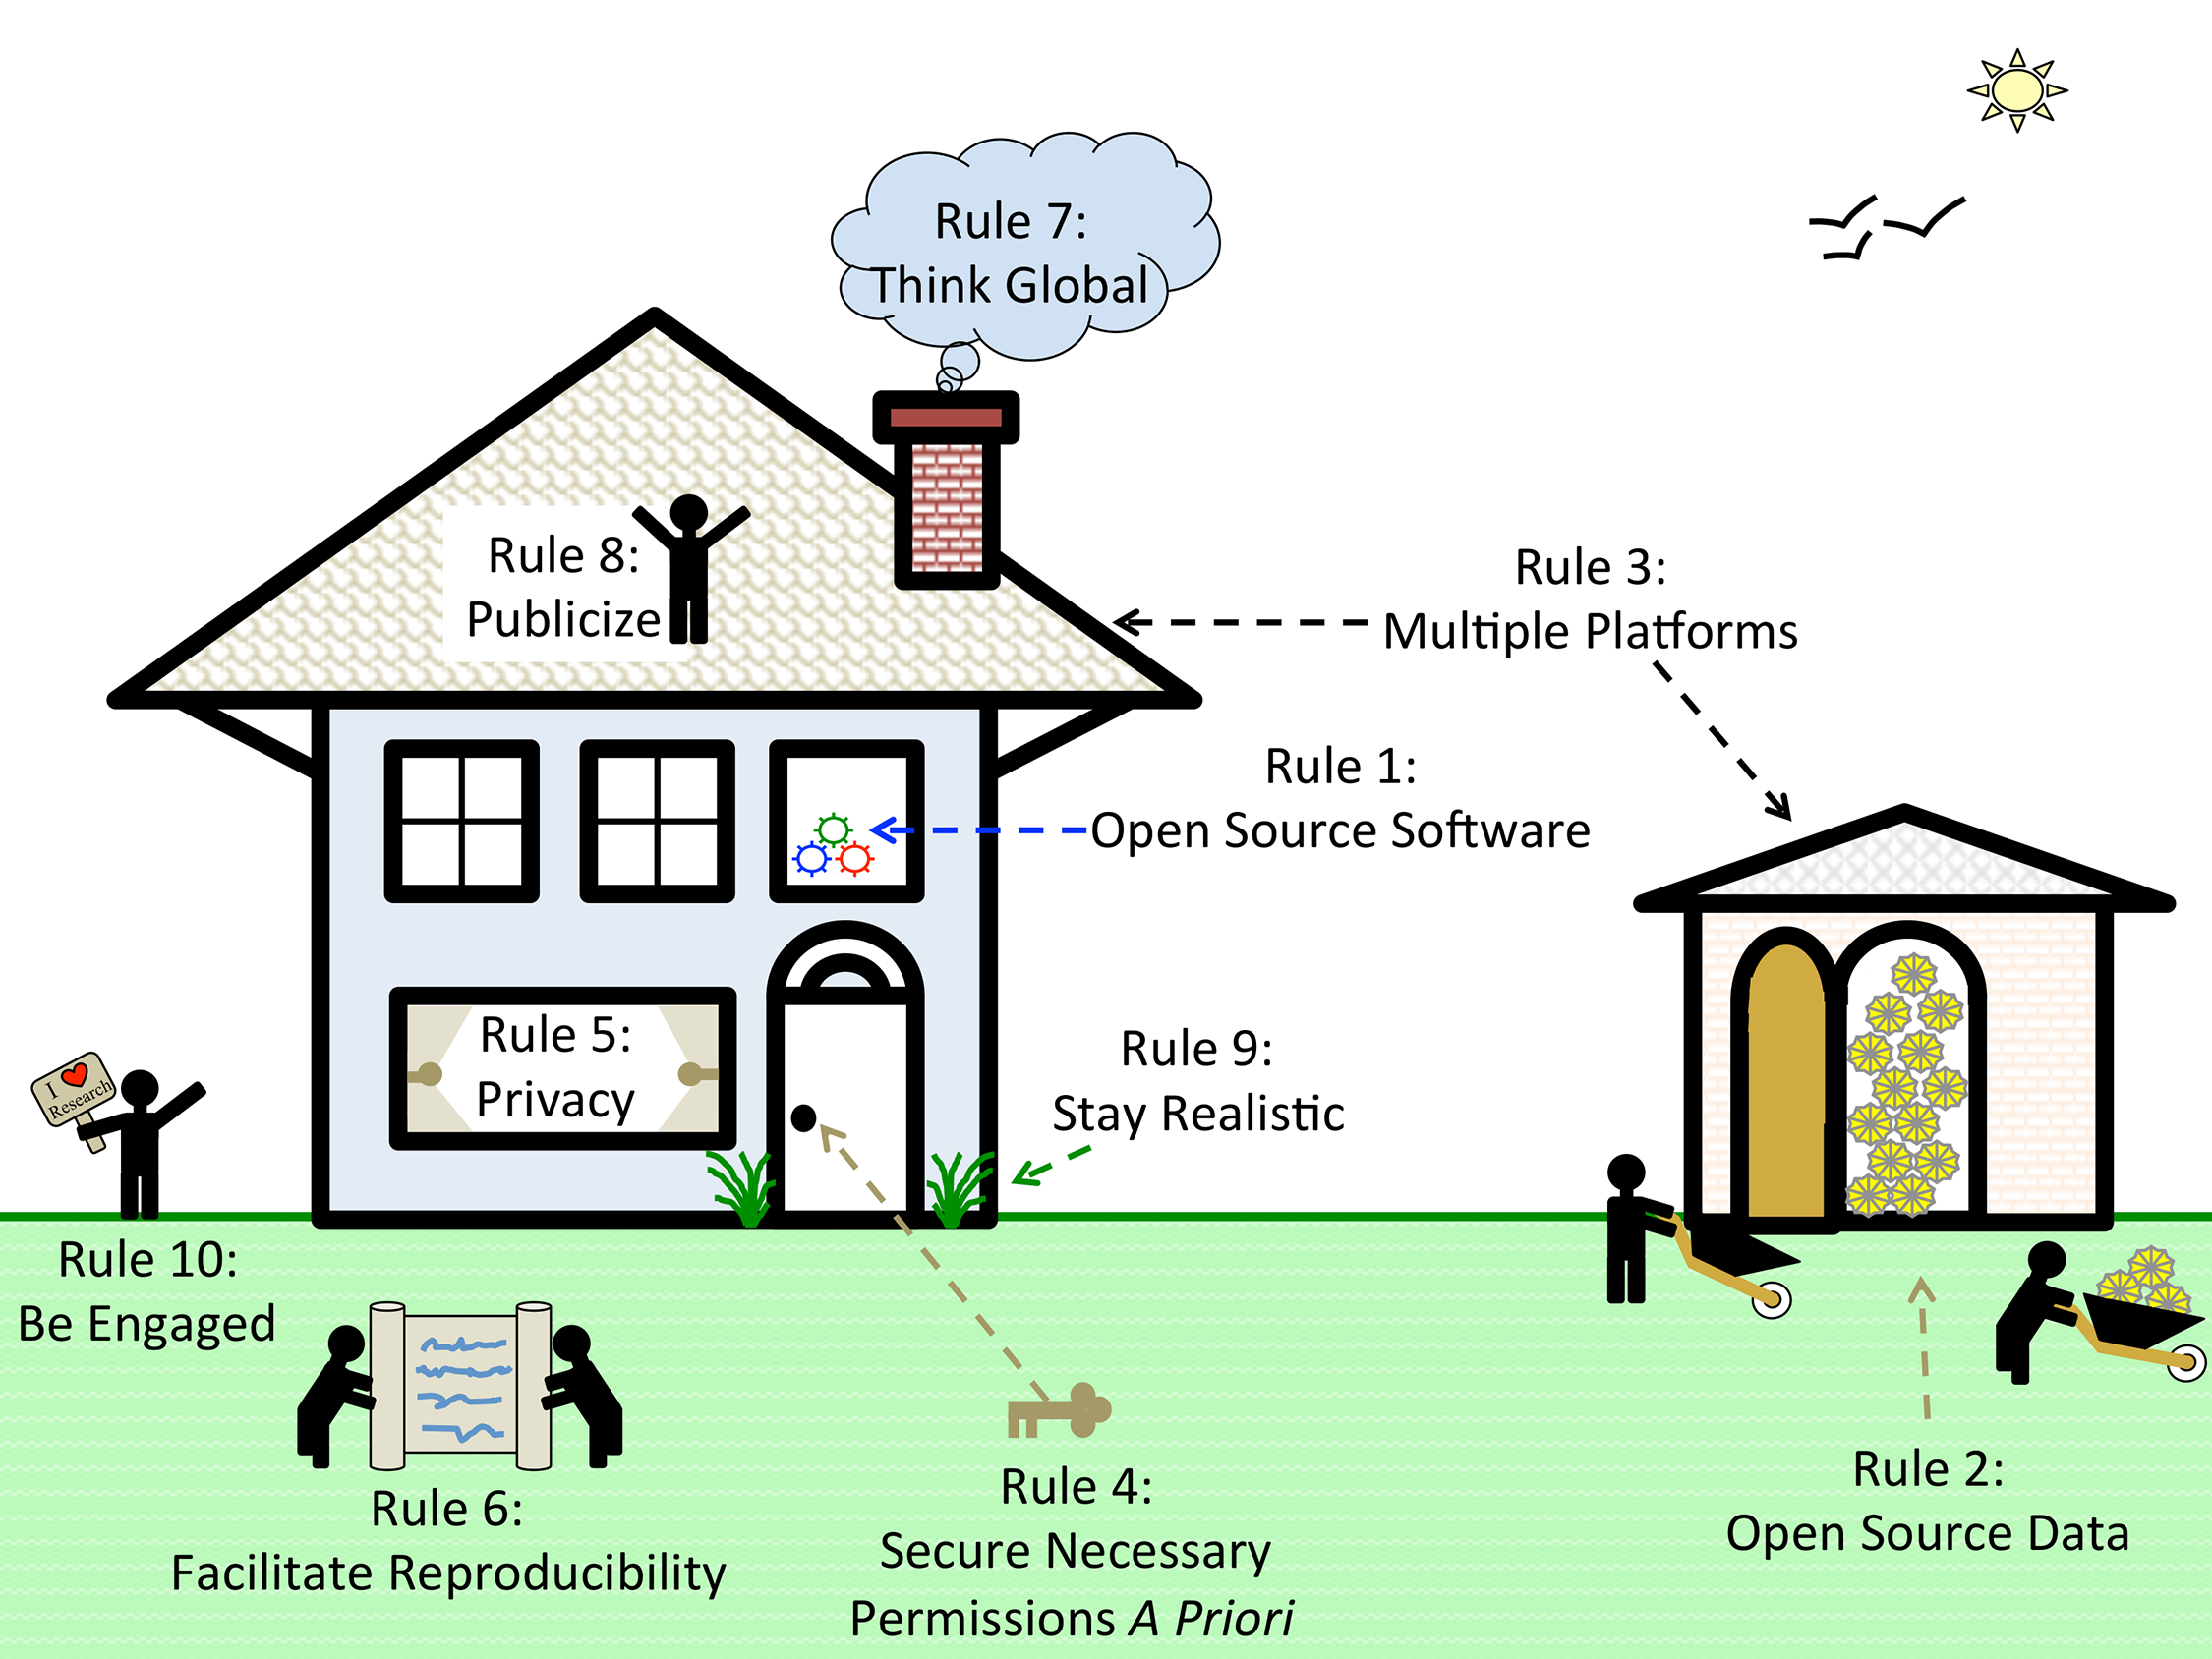 Rule 7:
Think Global
Rule 8:
Publicize
Rule 3:
Multiple Platforms
Rule 1:
Open Source Software
Rule 5:
Privacy
Rule 9:
Stay Realistic
I
Research
Rule 10:
Be Engaged
Rule 6:
Facilitate Reproducibility
Rule 4:
Secure Necessary
Permissions A Priori
Rule 2:
Open Source Data